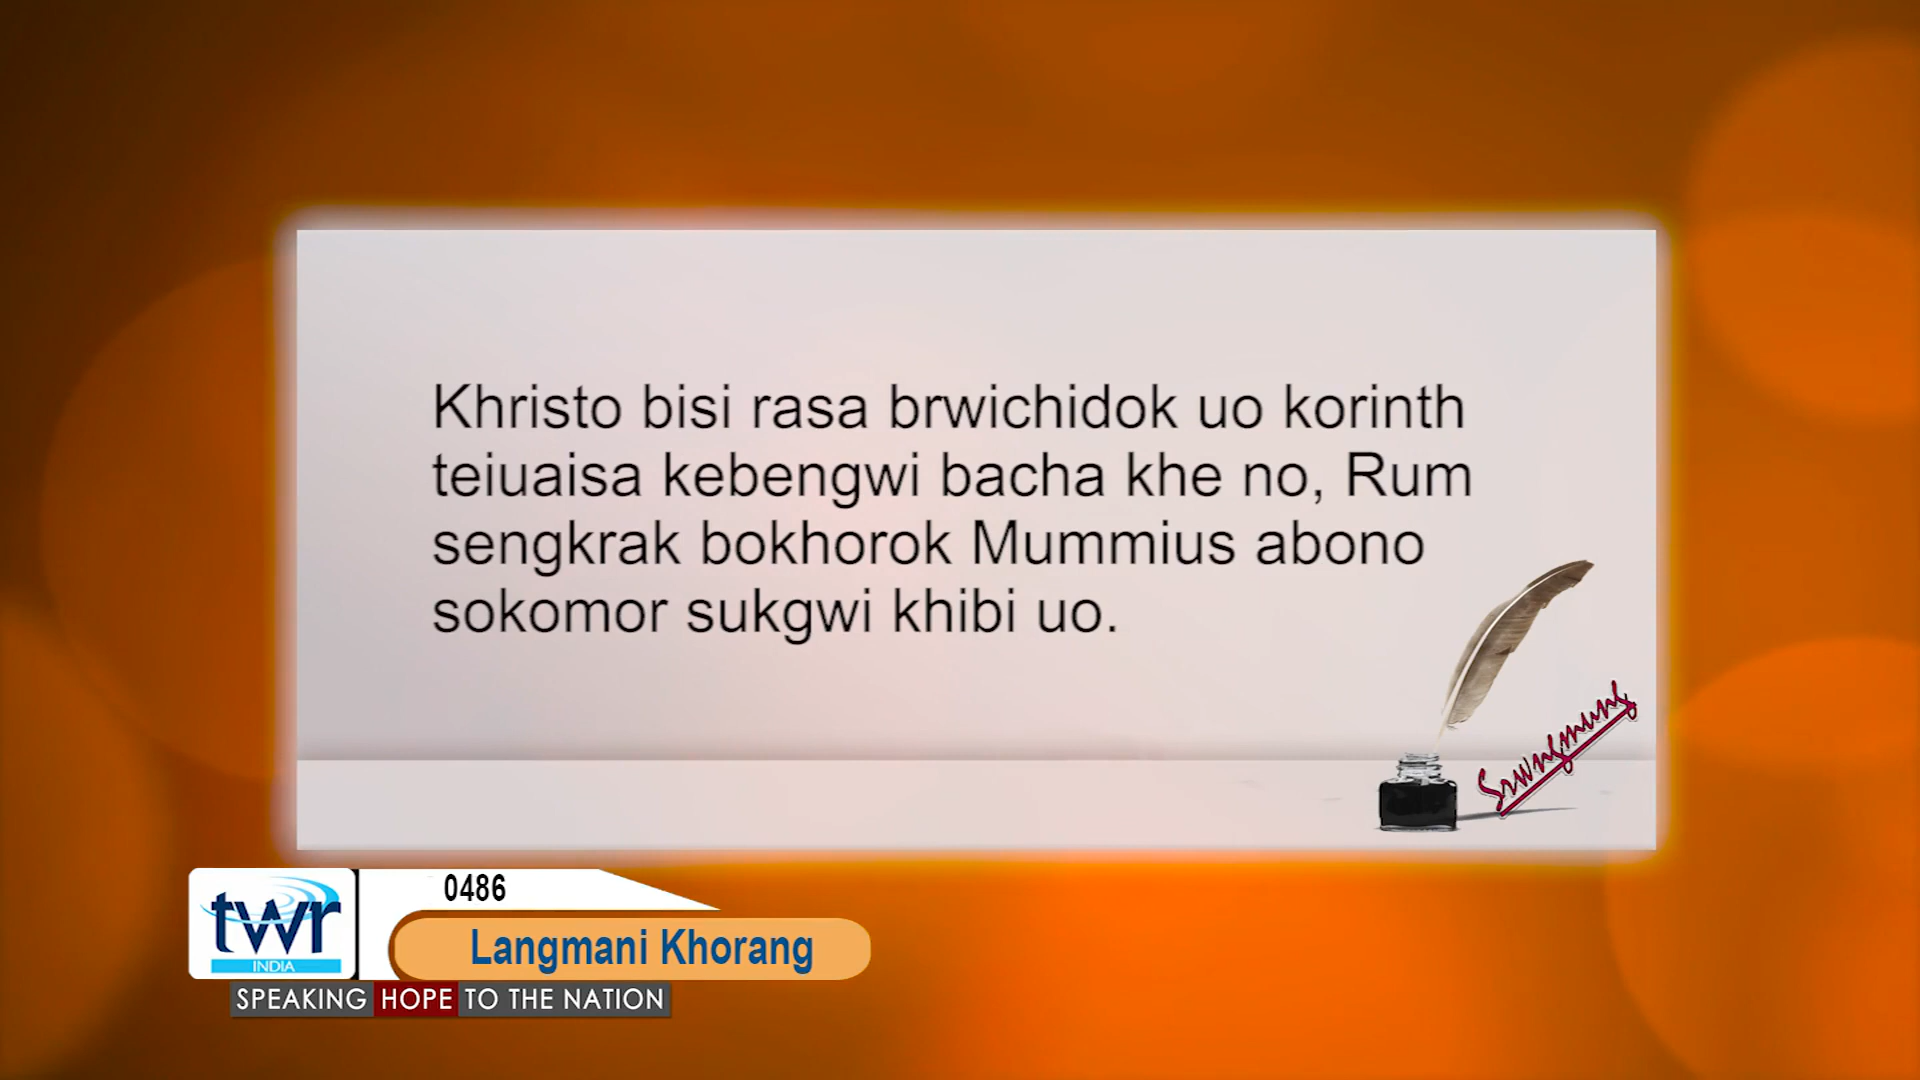 Khristo bisi rasa brwichidok uo korinth
teiuaisa kebengwi bacha khe no, Rum
sengkrak bokhorok Mummius abono
sokomor sukgwi khibi uo.
Srwngmung
twr
INDIA
0486
Langmani Khorang
SPEAKING HOPE TO THE NATION